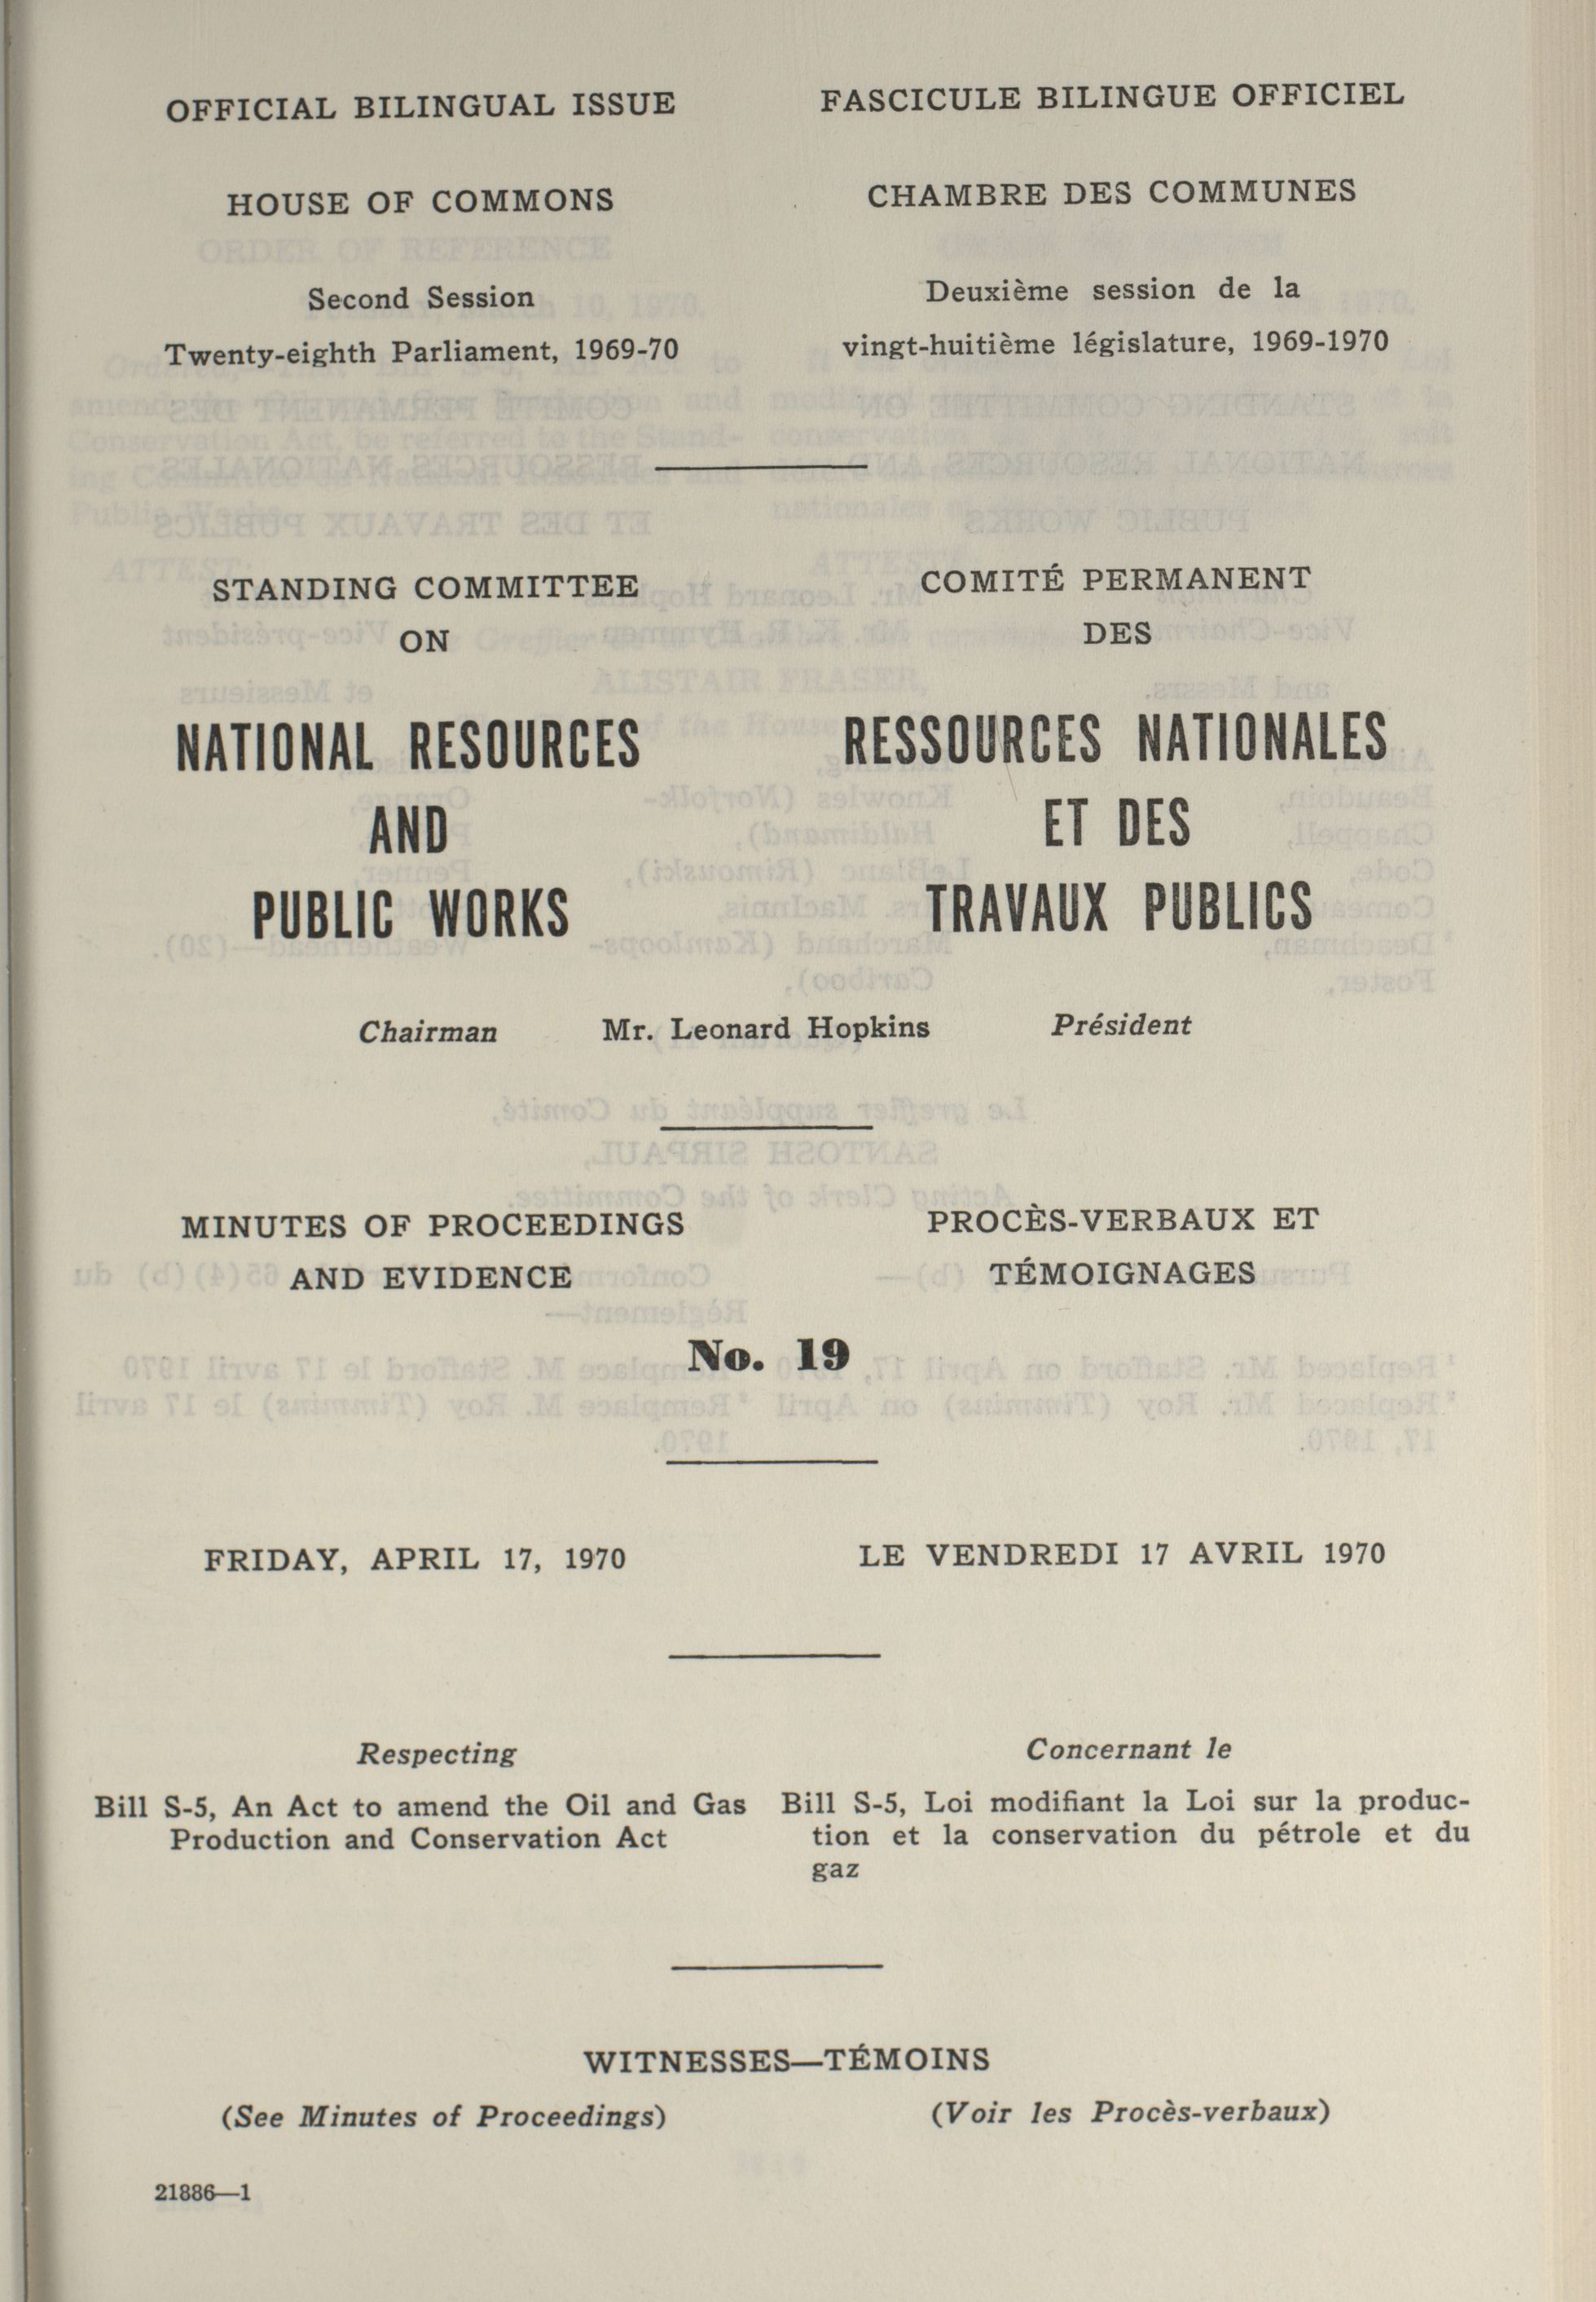 OFFICIAL BILINGUAL ISSUE
HOUSE OF COMMONS
Second Session
Twenty-eighth Parliament, 1969-70
STANDING COMMITTEE
ON
NATIONAL RESOURCES
AND
PUBLIC WORKS
FASCICULE BILINGUE OFFICIEL
CHAMBRE DES COMMUNES
Deuxième session de la
vingt-huitième législature, 1969-1970
COMITÉ PERMANENT
DES
RESSOURCES NATIONALES
ET DES
TRAVAUX PUBLICS
Chairman Mr. Leonard Hopkins Président
MINUTES OF PROCEEDINGS
AND EVIDENCE
PROCÈS-VERBAUX ET
TÉMOIGNAGES
No. 19
FRIDAY, APRIL 17, 1970
LE VENDREDI 17 AVRIL 1970
Respecting
Bill S-5, An Act to amend the Oil and Gas
Production and Conservation Act
Concernant le
Bill S-5, Loi modifiant la Loi sur la produc-
tion et la conservation du pétrole et du
gaz
WITNESSES—TÉMOINS
(See Minutes of Proceedings)
(Voir les Procès-verbaux)
21886—1